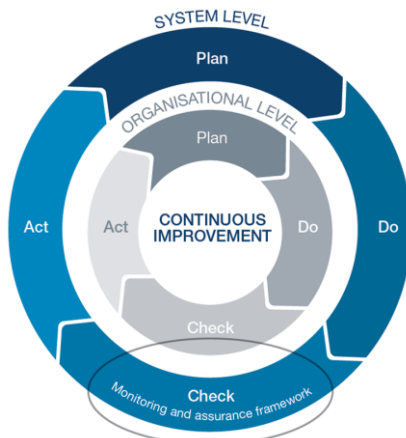 SYSTEM LEVEL
Plan
ORGANISATIONAL LEVEL
Plan
Act
Act
CONTINUOUS
IMPROVEMENT
Do
Do
Check
Check
Monitoring and assurance framework